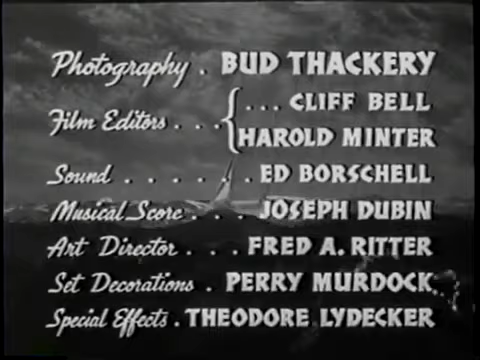 Photography . BUD THACKERY
Film Editors . . . { . . . CLIFF BELL
HAROLD MINTER
Sound . . . . . . ED BORSCHELL
Musical Score . . . JOSEPH DUBIN
Art Director . . . FRED A. RITTER
Set Decorations . PERRY MURDOCK
Special Effects . THEODORE LYDECKER